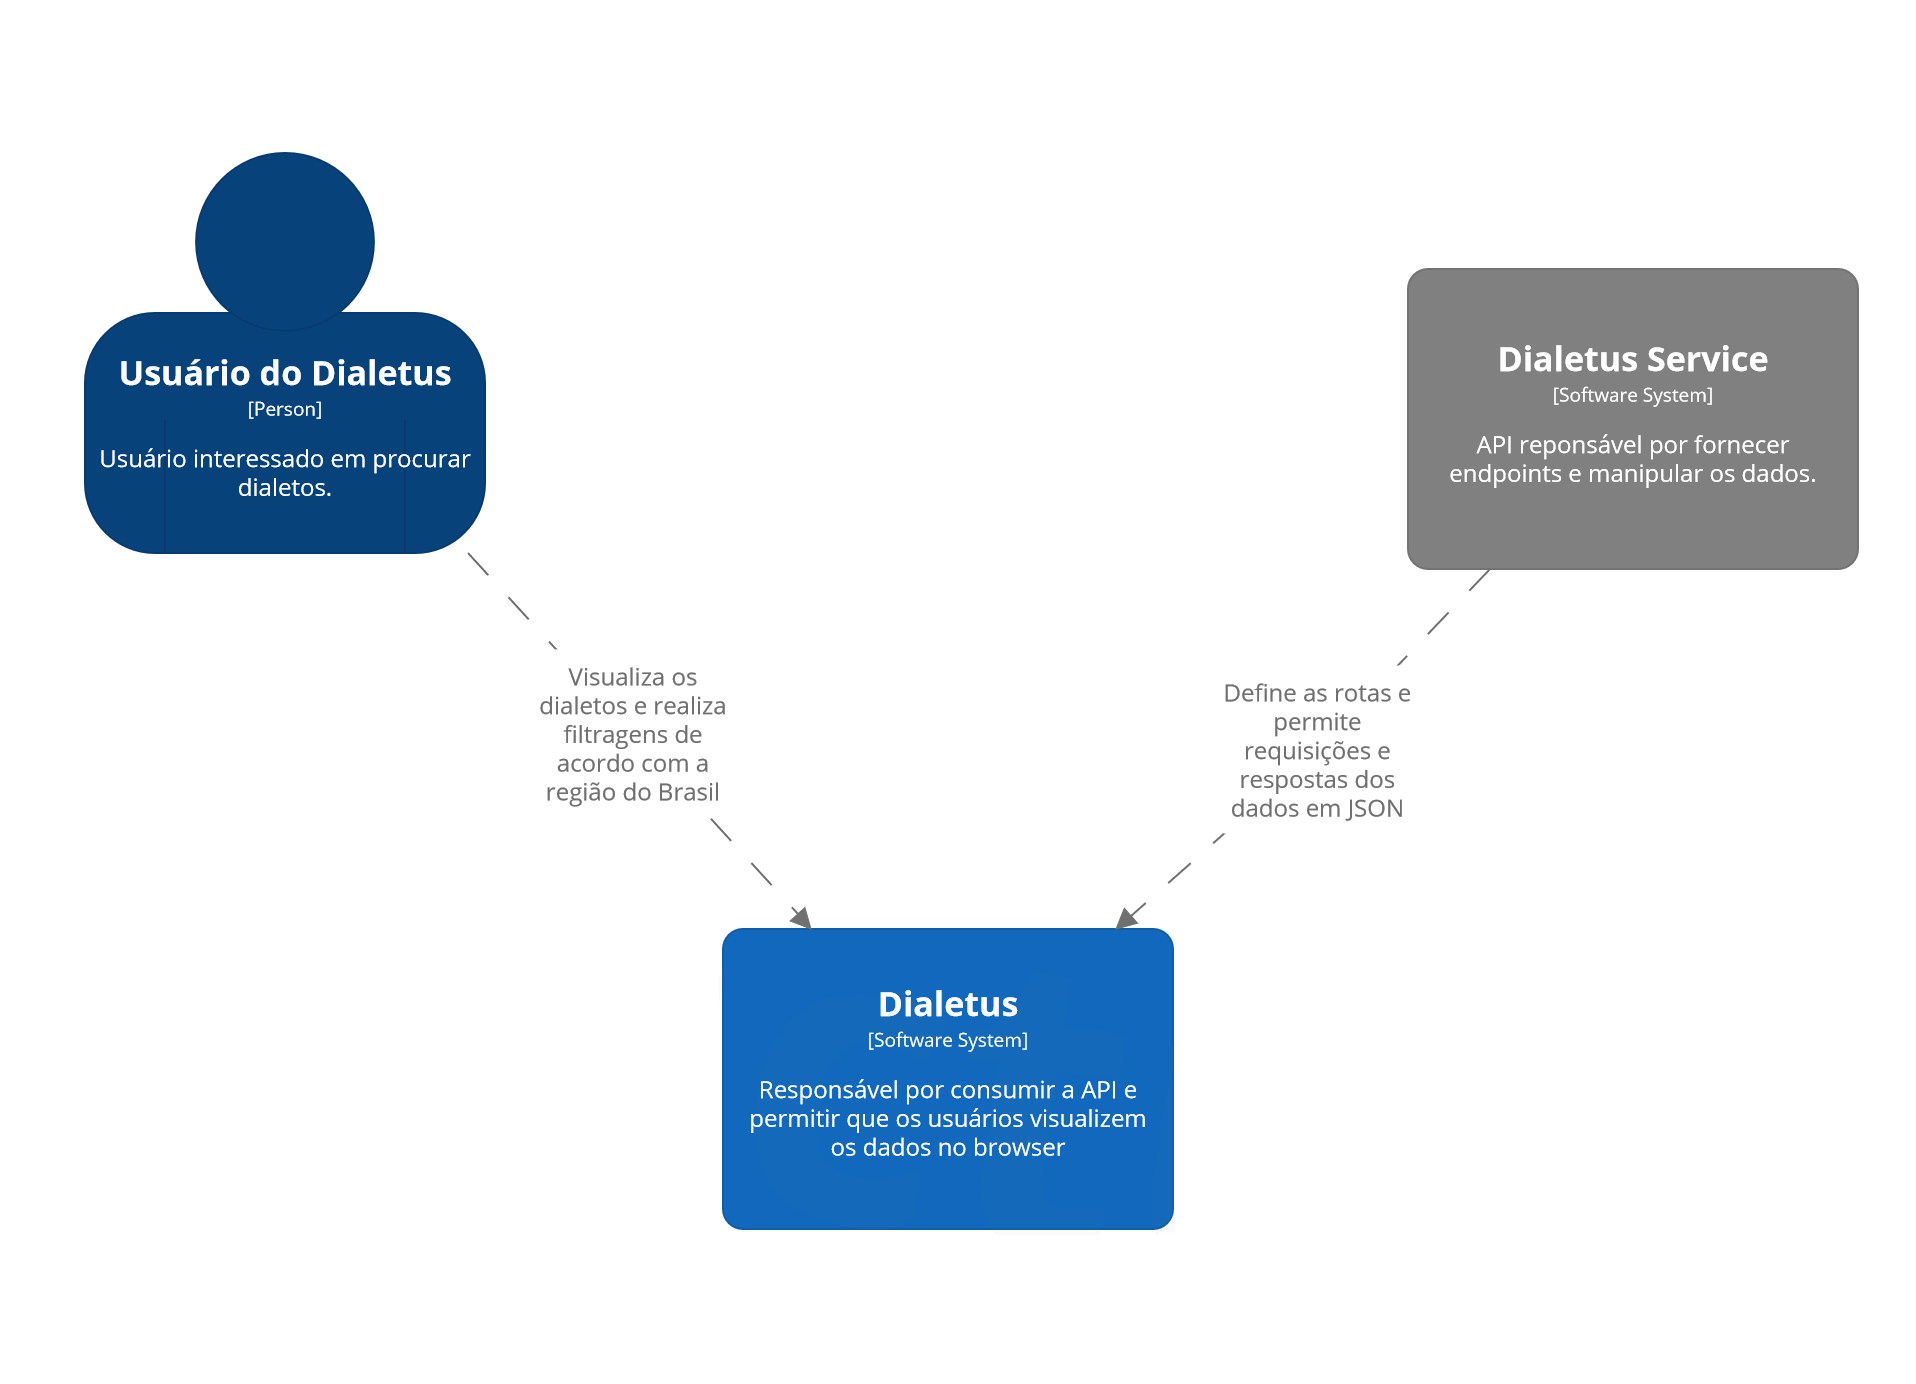 Usuário do Dialetus
[Person]
Usuário interessado em procurar
dialetos.
Dialetus Service
[Software System]
API reponsável por fornecer
endpoints e manipular os dados.
Visualiza os
dialetos e realiza
filtragens de
acordo com a
região do Brasil
Define as rotas e
permite
requisições e
respostas dos
dados em JSON
Dialetus
[Software System]
Responsável por consumir a API e
permitir que os usuários visualizem
os dados no browser